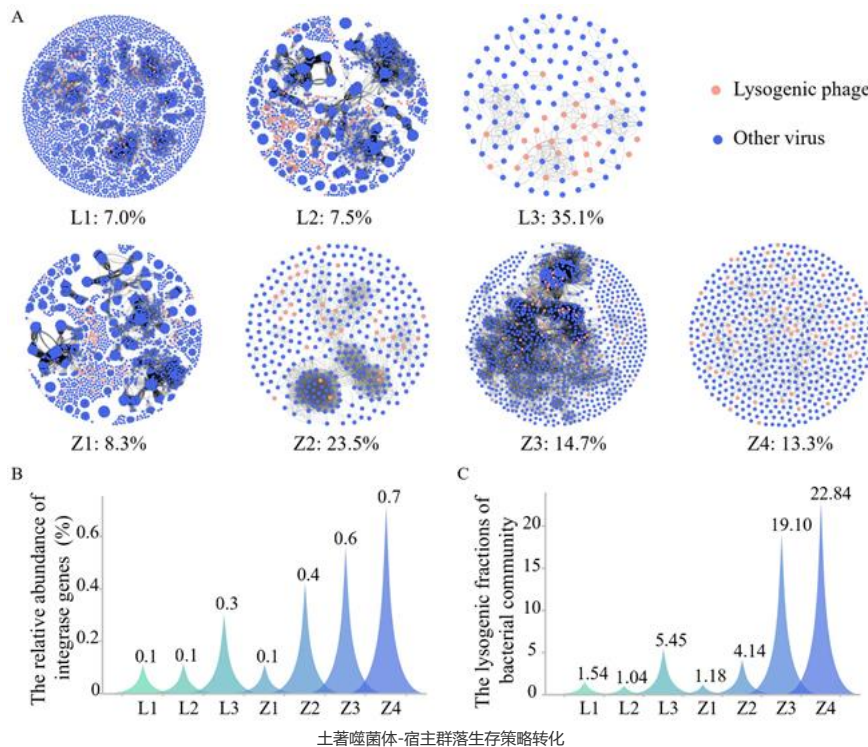 A
Lysogenic phage
Other virus
L1: 7.0%
L2: 7.5%
L3: 35.1%
Z1: 8.3%
Z2: 23.5%
Z3: 14.7%
Z4: 13.3%
B
The relative abundance of
integrase genes (%)
0.6
0.4
0.2
0
0.1
0.1
0.3
0.1
0.4
0.6
0.7
L1 L2 L3 Z1 Z2 Z3 Z4
C
The lysogenic fractions of
bacterial community
20
15
10
5
0
1.54
1.04
5.45
1.18
4.14
19.10
22.84
L1 L2 L3 Z1 Z2 Z3 Z4
土著噬菌体-宿主群落生存策略转化